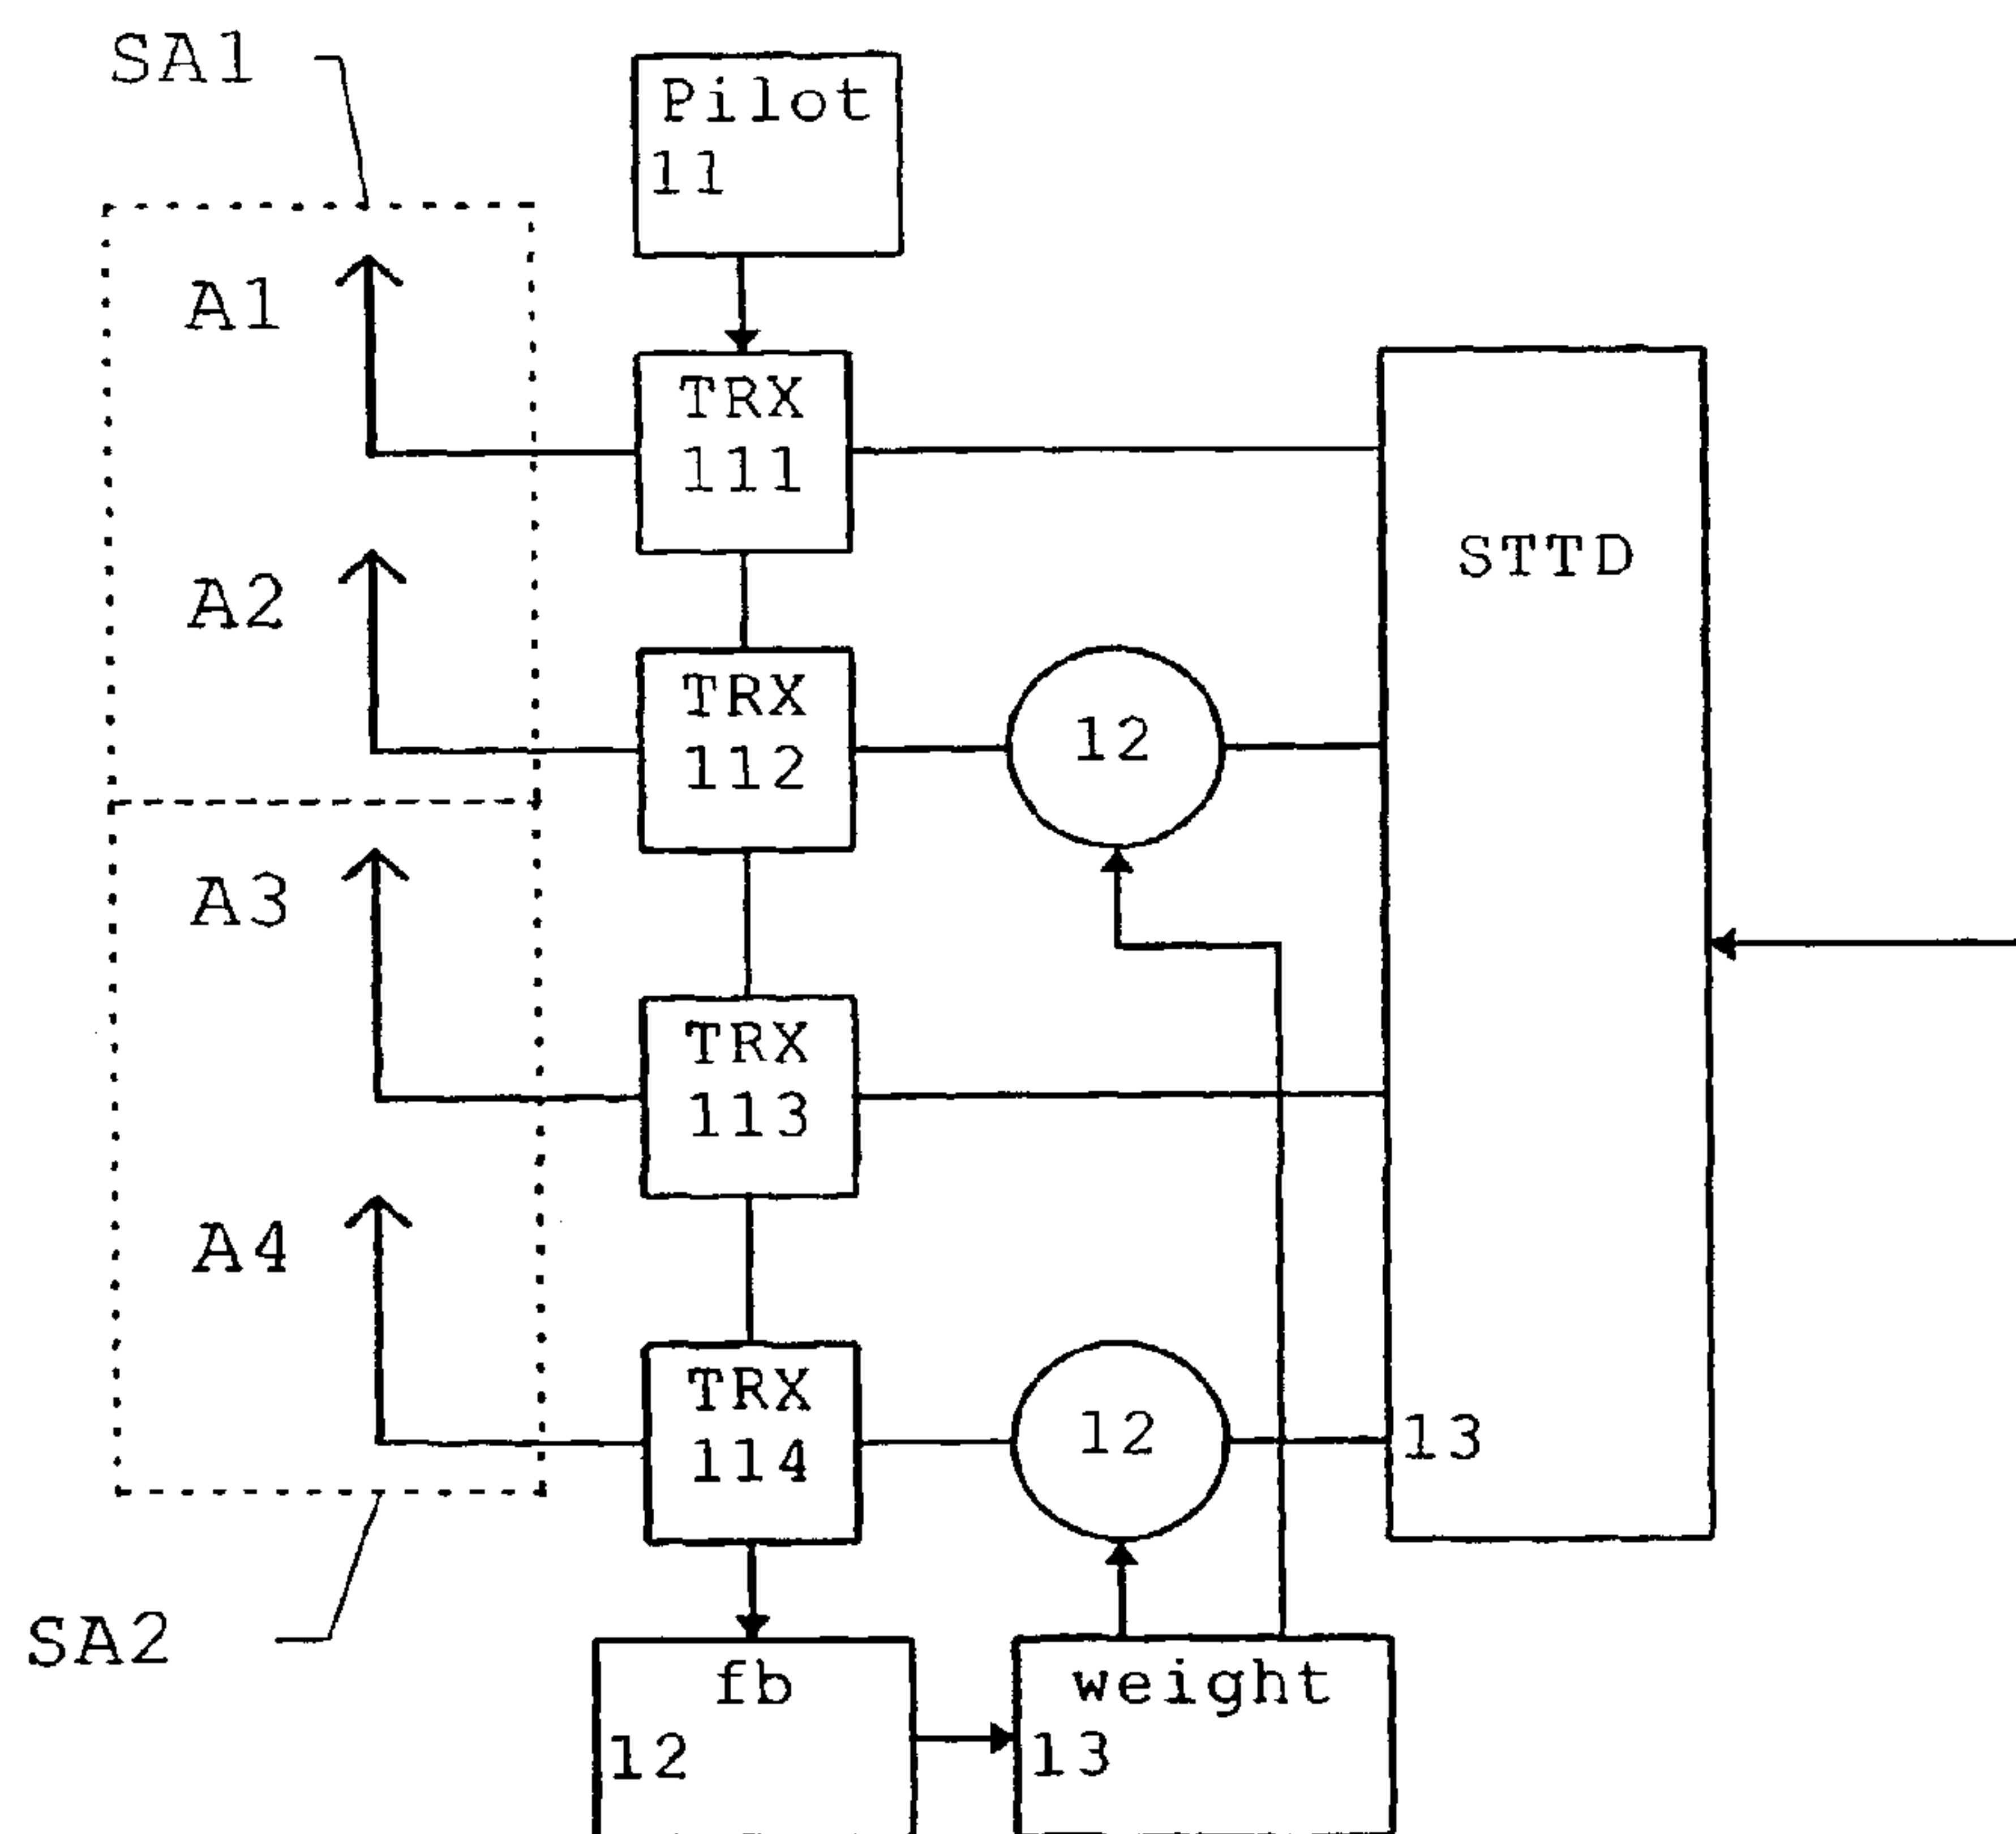 SA1
Pilot
11
A1
TRX
111
STTD
A2
TRX
112
12
A3
TRX
113
A4
TRX
114
12
13
SA2
fb
12
weight
13